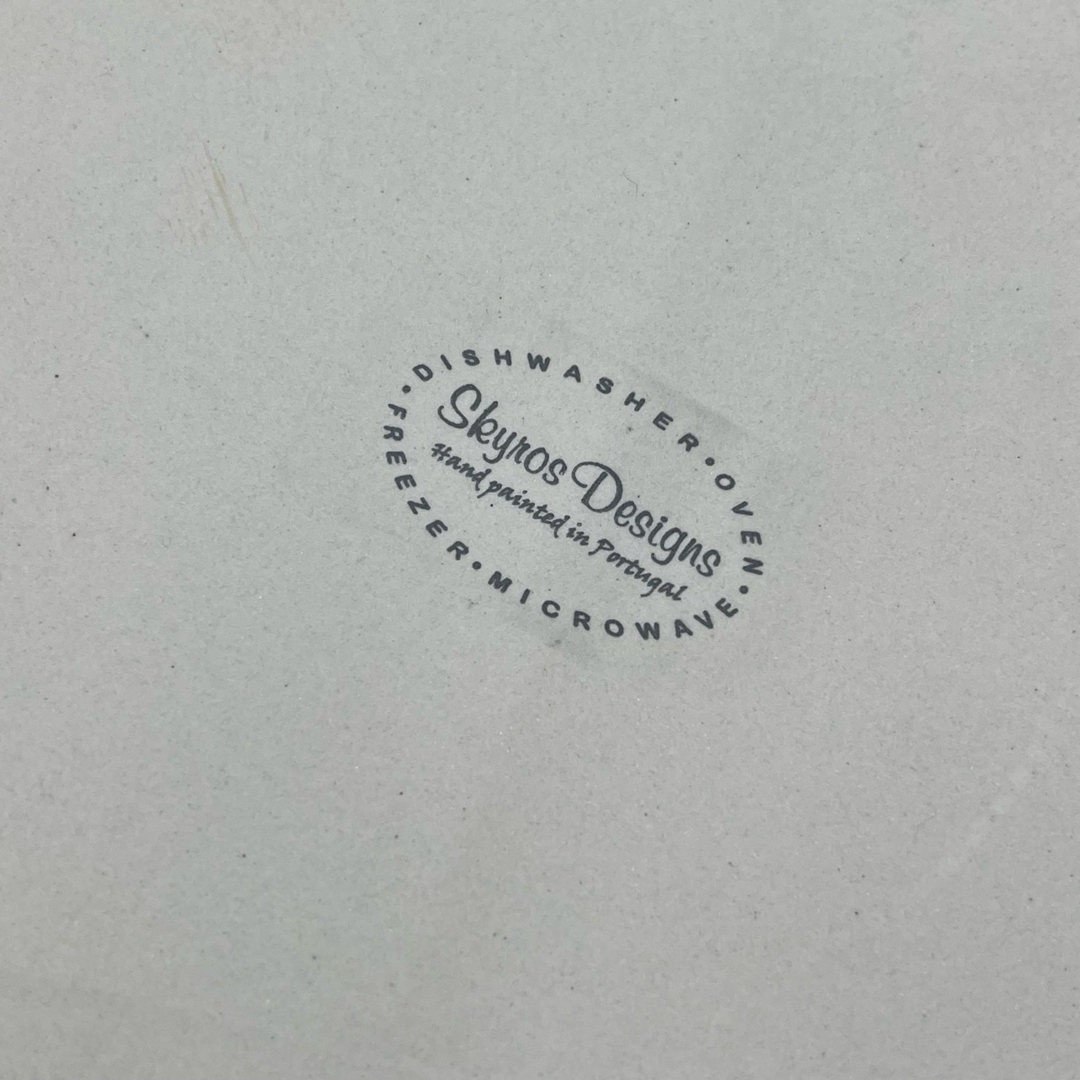 DISHWASHER • OVEN •
Skyros Designs
Hand painted in Portugal
• FREEZER • MICROWAVE